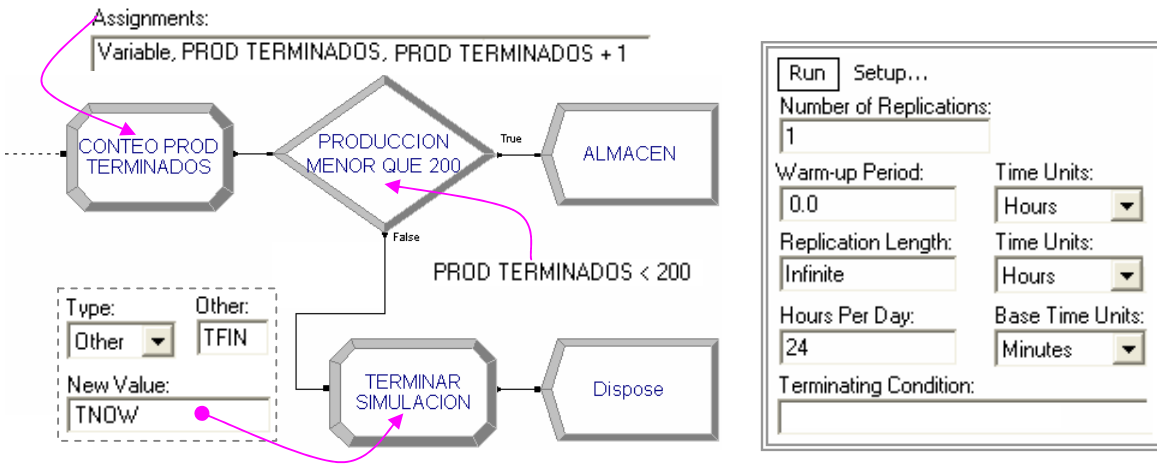 Assignments:
Variable, PROD TERMINADOS, PROD TERMINADOS + 1
CONTEO PROD
TERMINADOS
PRODUCCION
MENOR QUE 200
True
ALMACEN
False
PROD TERMINADOS < 200
Type:
Other:
Other
TFIN
New Value:
TNOW
TERMINAR
SIMULACION
Dispose
Run Setup...
Number of Replications:
1
Warm-up Period:
Time Units:
0.0
Hours
Replication Length:
Time Units:
Infinite
Hours
Hours Per Day:
Base Time Units:
24
Minutes
Terminating Condition: